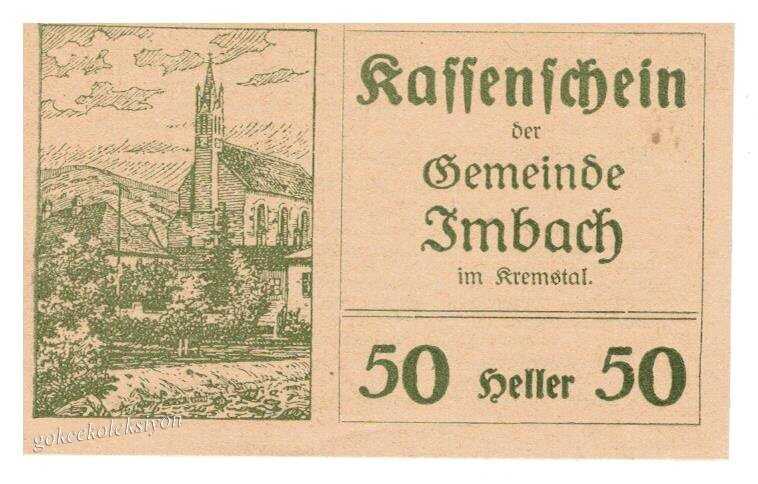 Kassenschein
der
Gemeinde
Imbach
im Kremstal.
50 Heller 50
gokcekoleksiyon